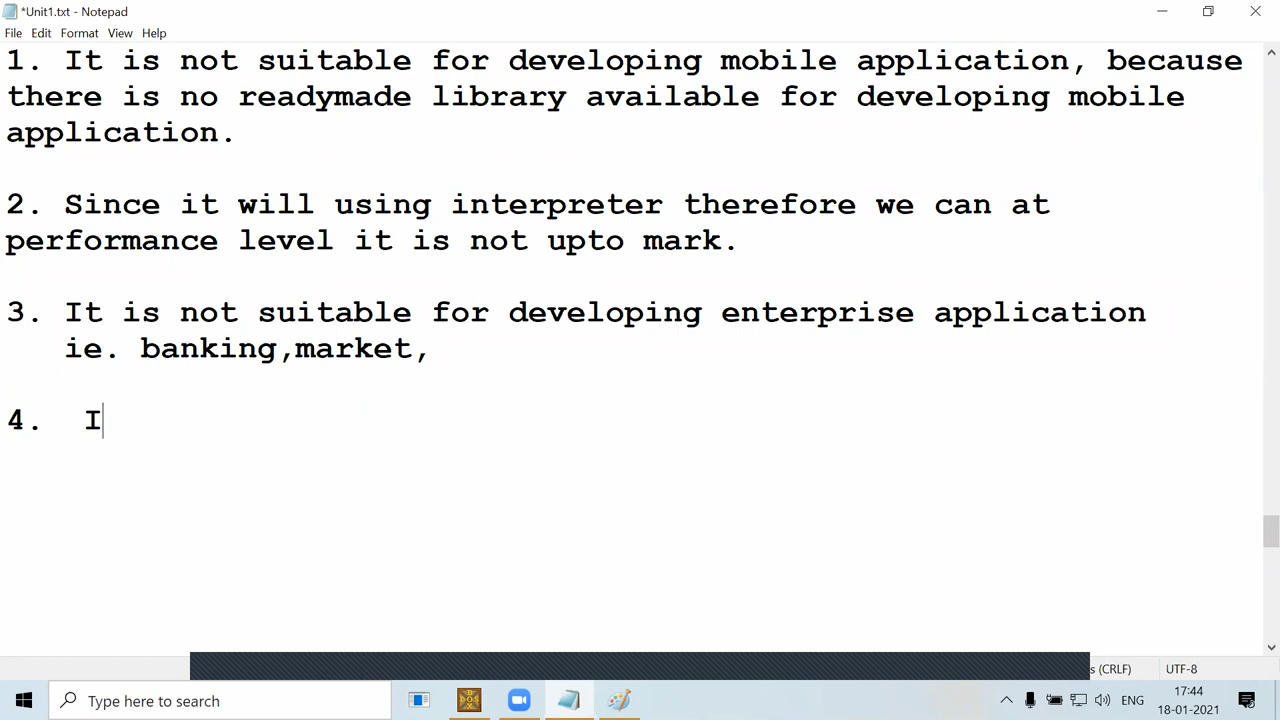 *Unit1.txt - Notepad
File Edit Format View Help
1. It is not suitable for developing mobile application, because
there is no readymade library available for developing mobile
application.
2. Since it will using interpreter therefore we can at
performance level it is not upto mark.
3. It is not suitable for developing enterprise application
ie. banking,market,
4. I
(CRLF) UTF-8
Type here to search
ENG
17:44
18-01-2021